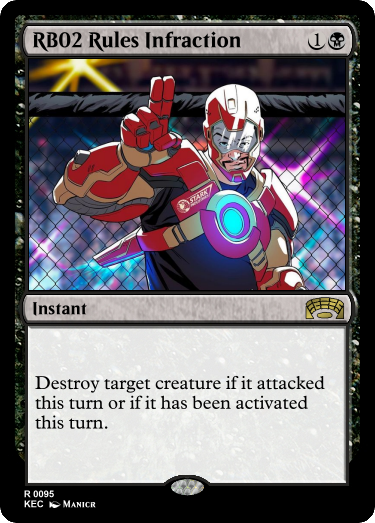 RB02 Rules Infraction 1
STARK
Instant
Destroy target creature if it attacked
this turn or if it has been activated
this turn.
R 0095
KEC Manicr